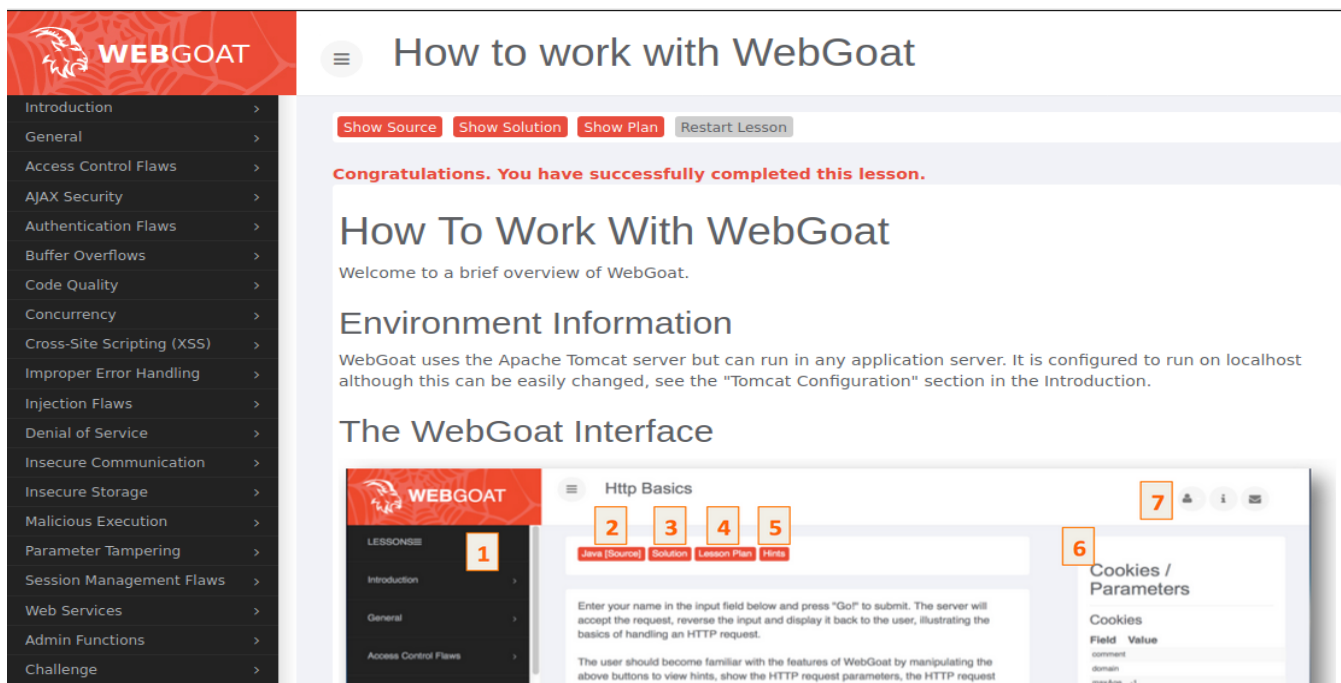 WEBGOAT
How to work with WebGoat
Introduction
General
Access Control Flaws
AJAX Security
Authentication Flaws
Buffer Overflows
Code Quality
Concurrency
Cross-Site Scripting (XSS)
Improper Error Handling
Injection Flaws
Denial of Service
Insecure Communication
Insecure Storage
Malicious Execution
Parameter Tampering
Session Management Flaws
Web Services
Admin Functions
Challenge
Show Source Show Solution Show Plan Restart Lesson
Congratulations. You have successfully completed this lesson.
How To Work With WebGoat
Welcome to a brief overview of WebGoat.
Environment Information
WebGoat uses the Apache Tomcat server but can run in any application server. It is configured to run on localhost
although this can be easily changed, see the "Tomcat Configuration" section in the Introduction.
The WebGoat Interface
WEBGOAT
Http Basics
7
LESSONS
1
Introduction
General
Access Control Flaws
2 3 4 5
Java [Source] Solution Lesson Plan Hints
Enter your name in the input field below and press "Go!" to submit. The server will
accept the request, reverse the input and display it back to the user, illustrating the
basics of handling an HTTP request.
The user should become familiar with the features of WebGoat by manipulating the
above buttons to view hints, show the HTTP request parameters, the HTTP request
6
Cookies /
Parameters
Cookies
Field Value
comment
domain